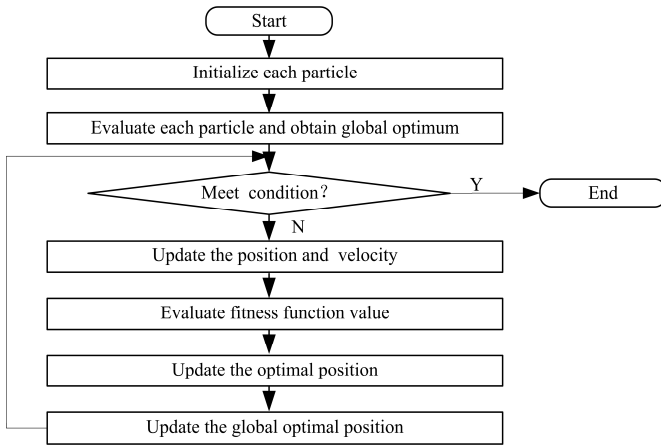 Start
Initialize each particle
Evaluate each particle and obtain global optimum
Meet condition?
Y
End
N
Update the position and velocity
Evaluate fitness function value
Update the optimal position
Update the global optimal position